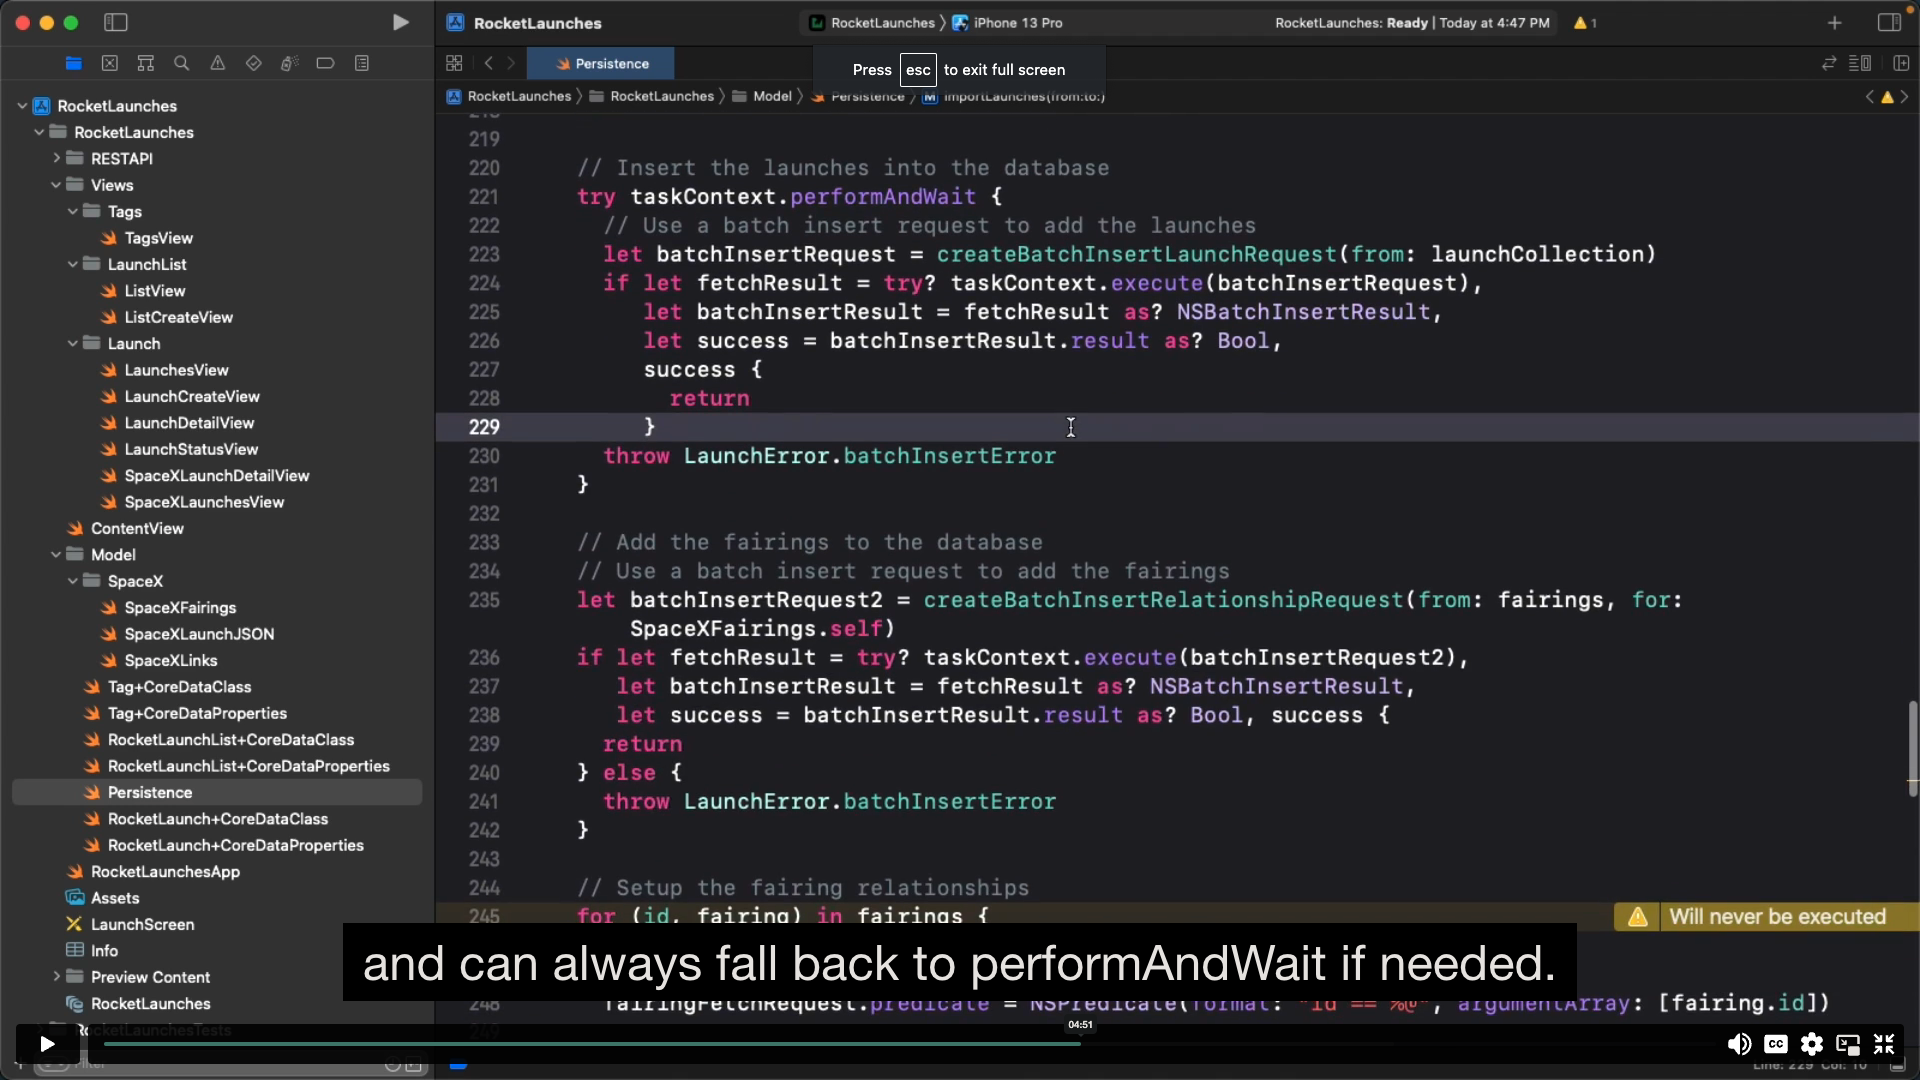 RocketLaunches
RocketLaunches
iPhone 13 Pro
RocketLaunches: Ready | Today at 4:47 PM
1
Persistence
Press esc to exit full screen
RocketLaunches
RocketLaunches
Model
Persistence
M importLaunches(from:to:)
RocketLaunches
RocketLaunches
RESTAPI
Views
Tags
TagsView
LaunchList
ListView
ListCreateView
Launch
LaunchesView
LaunchCreateView
LaunchDetailView
LaunchStatusView
SpaceXLaunchDetailView
SpaceXLaunchesView
ContentView
Model
SpaceX
SpaceXFairings
SpaceXLaunchJSON
SpaceXLinks
Tag+CoreDataClass
Tag+CoreDataProperties
RocketLaunchList+CoreDataClass
RocketLaunchList+CoreDataProperties
Persistence
RocketLaunch+CoreDataClass
RocketLaunch+CoreDataProperties
RocketLaunchesApp
Assets
LaunchScreen
Info
Preview Content
RocketLaunches
RocketLaunchesTests
Filter
218
219
220 // Insert the launches into the database
221 try taskContext.performAndWait {
222 // Use a batch insert request to add the launches
223 let batchInsertRequest = createBatchInsertLaunchRequest(from: launchCollection)
224 if let fetchResult = try? taskContext.execute(batchInsertRequest),
225 let batchInsertResult = fetchResult as? NSBatchInsertResult,
226 let success = batchInsertResult.result as? Bool,
227 success {
228 return
229 }
230 throw LaunchError.batchInsertError
231 }
232
233 // Add the fairings to the database
234 // Use a batch insert request to add the fairings
235 let batchInsertRequest2 = createBatchInsertRelationshipRequest(from: fairings, for:
SpaceXFairings.self)
236 if let fetchResult = try? taskContext.execute(batchInsertRequest2),
237 let batchInsertResult = fetchResult as? NSBatchInsertResult,
238 let success = batchInsertResult.result as? Bool, success {
239 return
240 } else {
241 throw LaunchError.batchInsertError
242 }
243
244 // Setup the fairing relationships
245 for (id, fairing) in fairings {
Will never be executed
and can always fall back to performAndWait if needed.
248 fairingFetchRequest.predicate = NSPredicate(format: "id == %@", argumentArray: [fairing.id])
249
04:51
CC
Line: 229 Col: 10